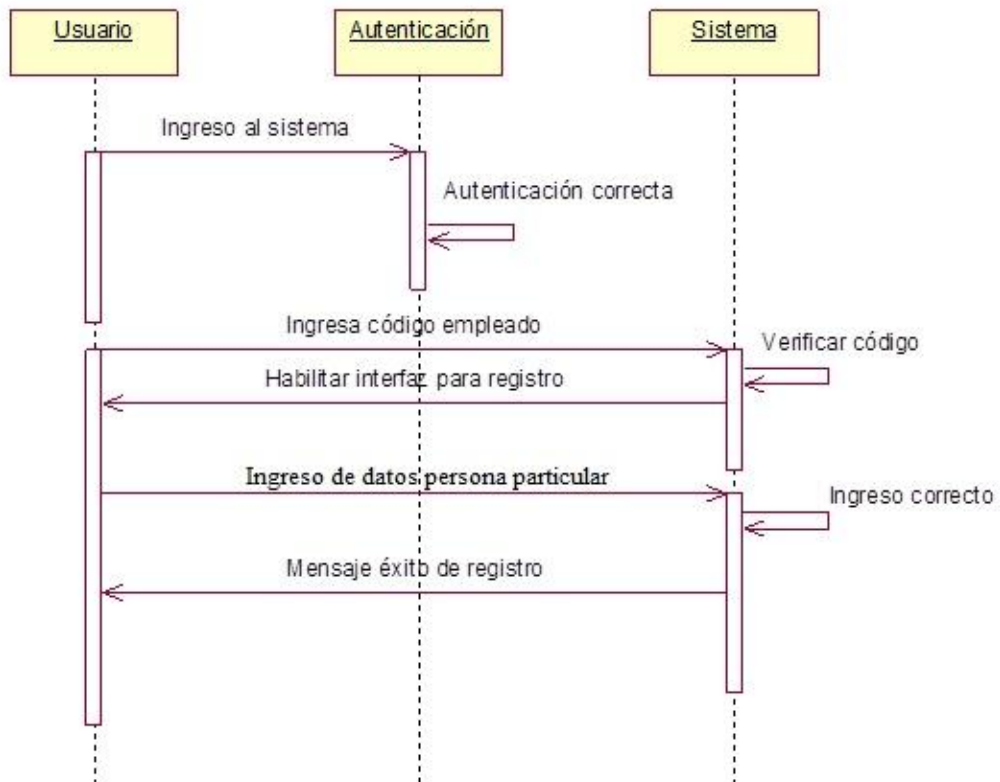 Usuario
Autenticación
Sistema
Ingreso al sistema
Autenticación correcta
Ingresa código empleado
Verificar código
Habilitar interfaz para registro
Ingreso de datos persona particular
Ingreso correcto
Mensaje éxito de registro